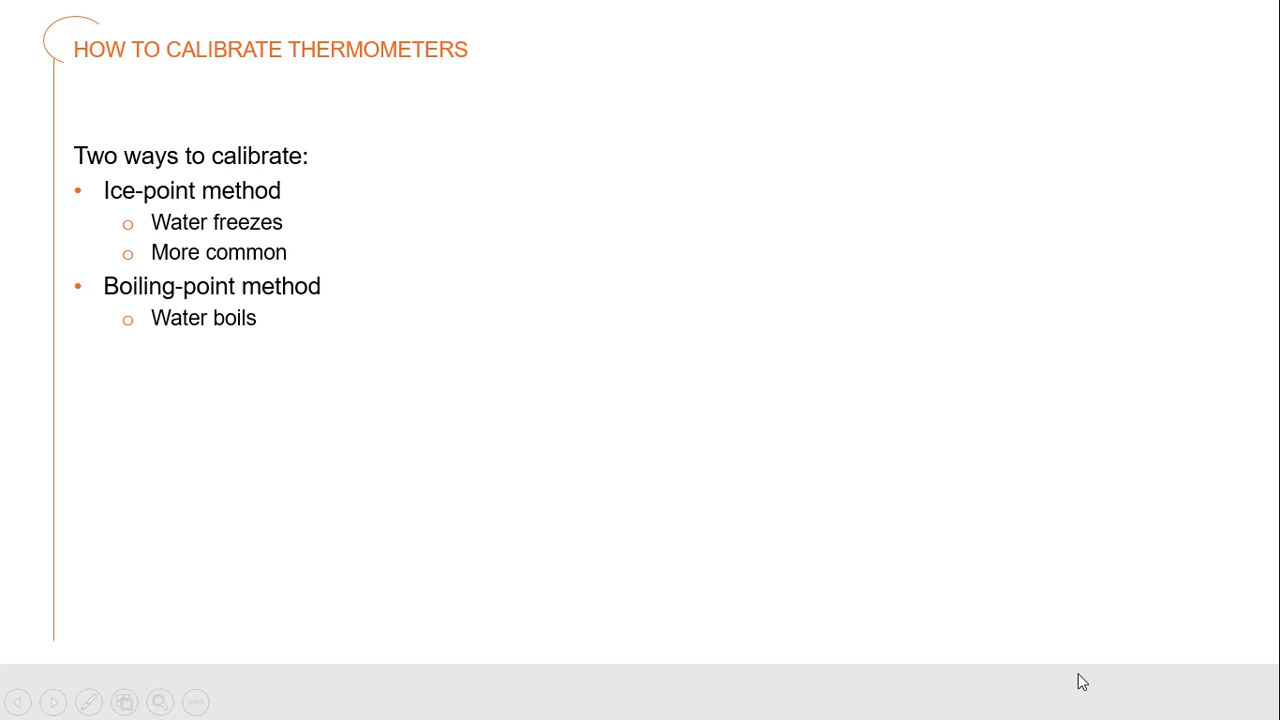 HOW TO CALIBRATE THERMOMETERS
Two ways to calibrate:
• Ice-point method
o Water freezes
o More common
• Boiling-point method
o Water boils